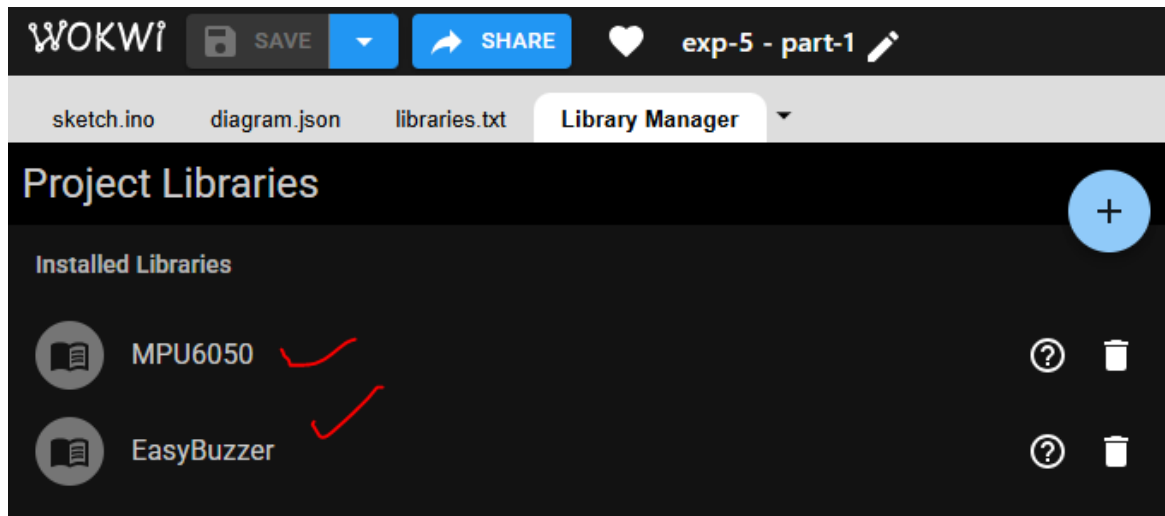 WOKWI SAVE SHARE exp-5 - part-1
sketch.ino diagram.json libraries.txt Library Manager
Project Libraries
+
Installed Libraries
MPU6050
EasyBuzzer